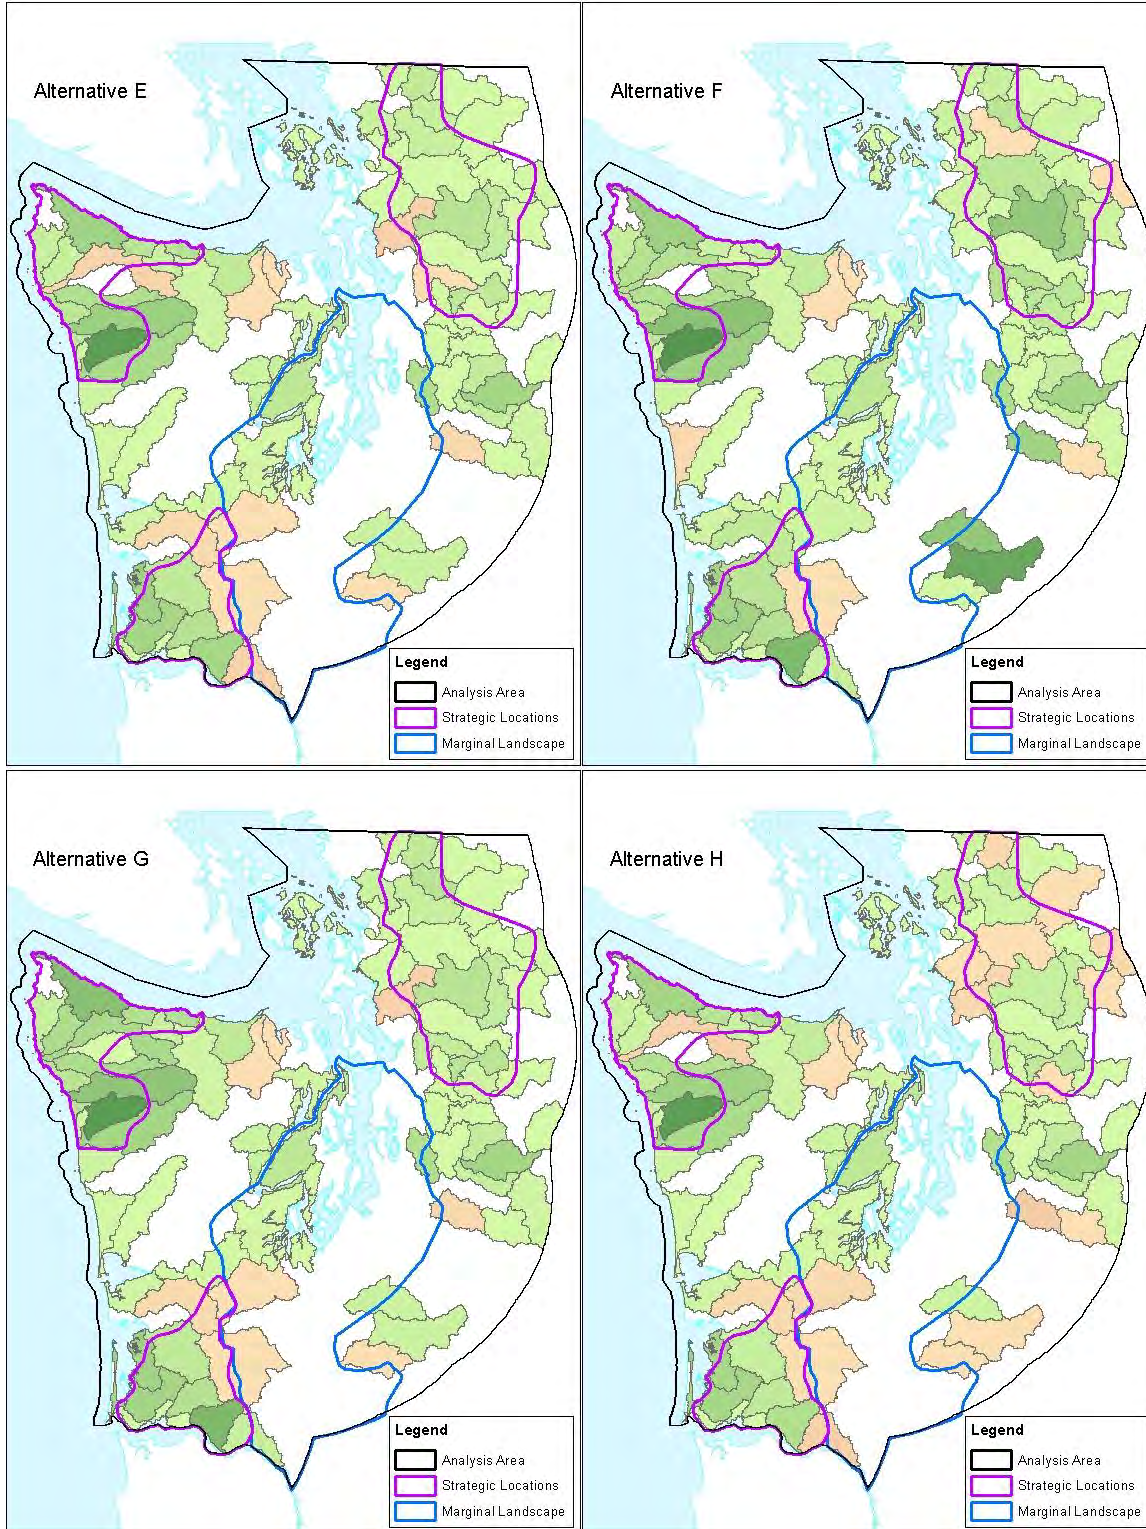 Alternative E
Legend
Analysis Area
Strategic Locations
Marginal Landscape
Alternative F
Legend
Analysis Area
Strategic Locations
Marginal Landscape
Alternative G
Legend
Analysis Area
Strategic Locations
Marginal Landscape
Alternative H
Legend
Analysis Area
Strategic Locations
Marginal Landscape